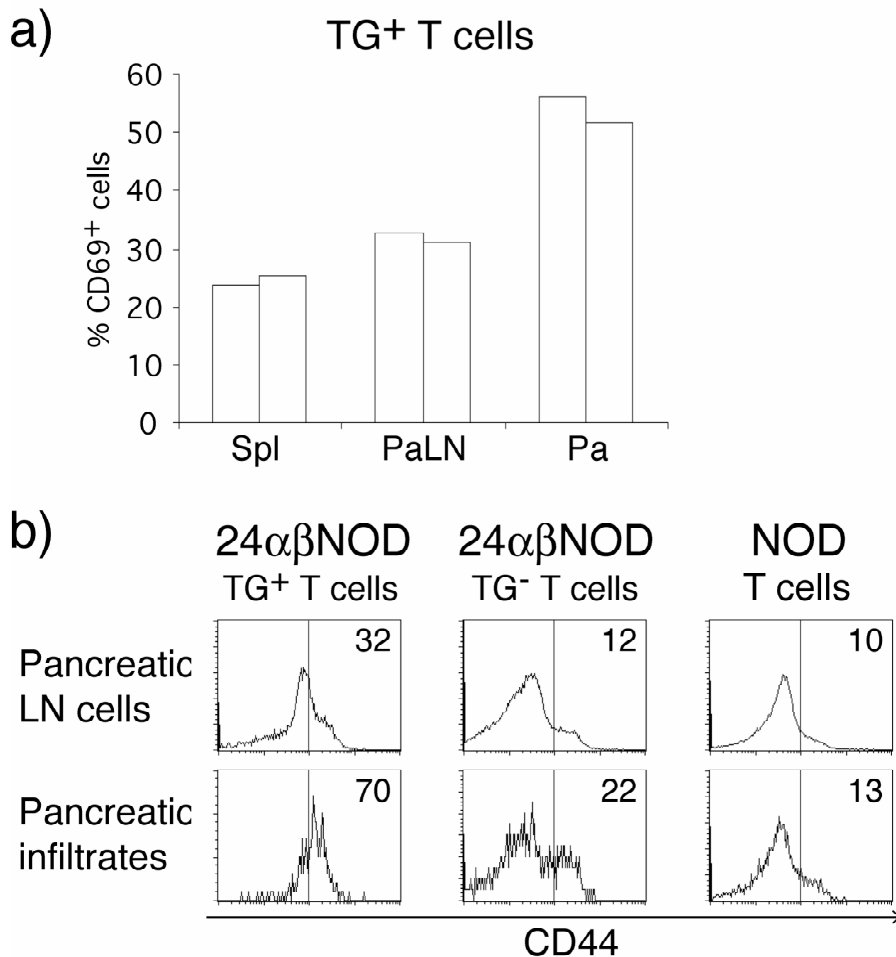 a)
TG+ T cells
60
50
40
30
20
10
0
% CD69+ cells
Spl PaLN Pa
b)
24αβNOD 24αβNOD NOD
TG+ T cells TG- T cells T cells
Pancreatic
LN cells
32 12 10
Pancreatic
infiltrates
70 22 13
CD44